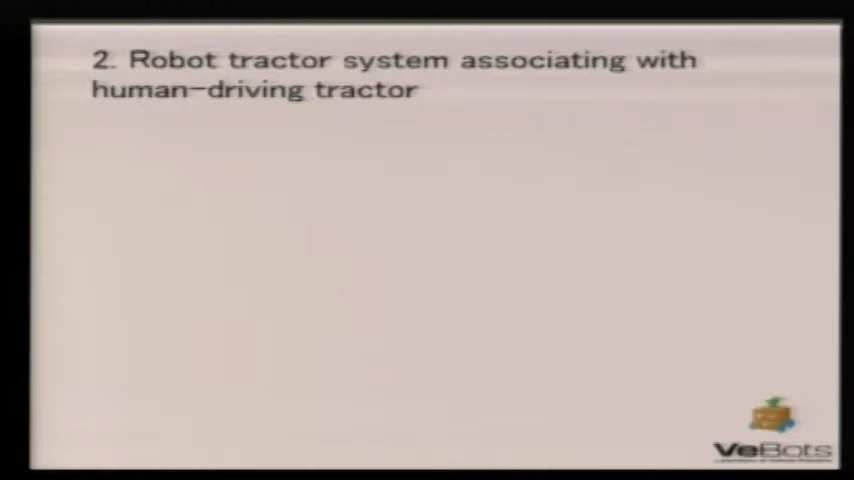 2. Robot tractor system associating with
human-driving tractor
VeBots